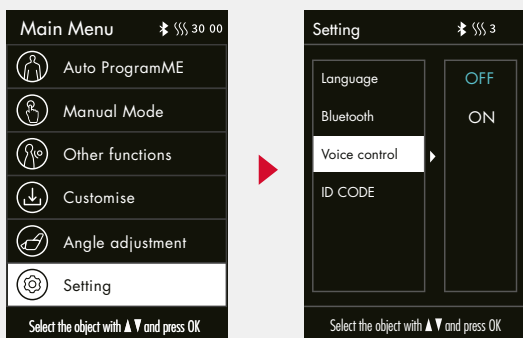 Main Menu 30 00
Auto ProgramME
Manual Mode
Other functions
Customise
Angle adjustment
Setting
Select the object with ▲▼ and press OK
Setting 3
Language OFF
Bluetooth ON
Voice control
ID CODE
Select the object with ▲▼ and press OK